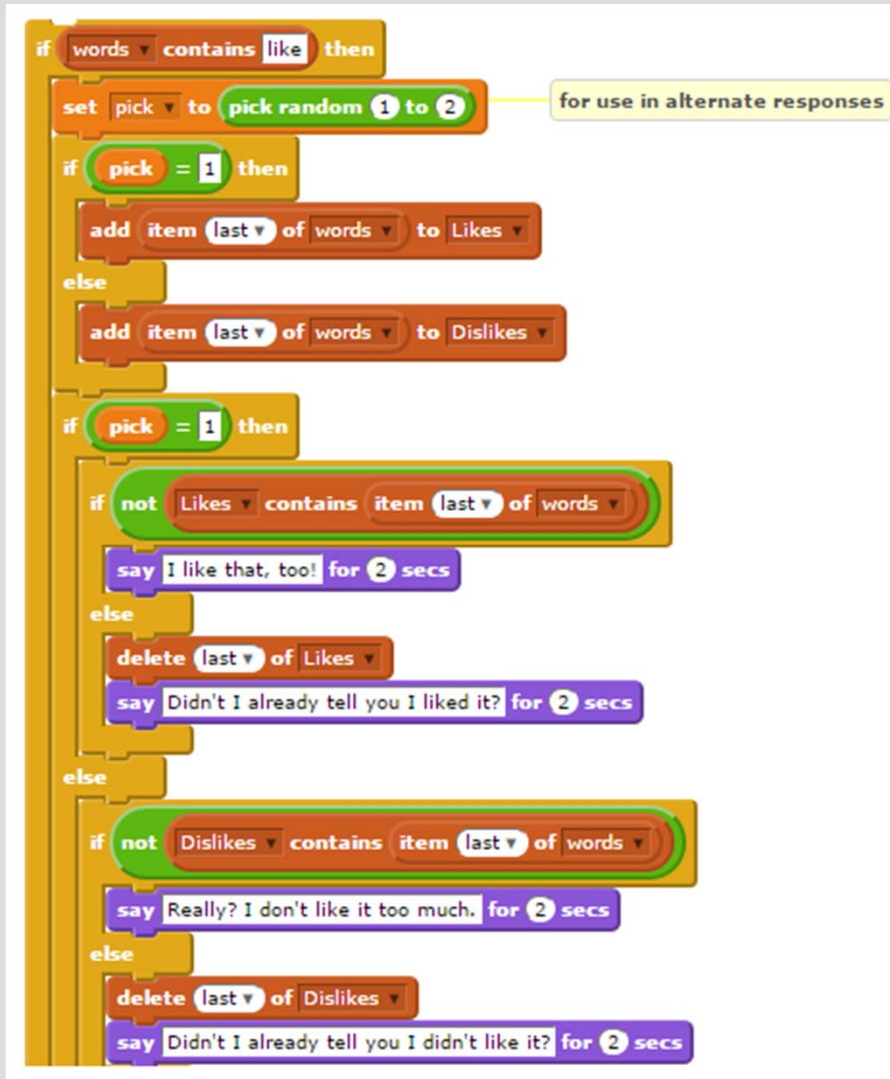 if words contains like then
set pick to pick random 1 to 2
for use in alternate responses
if pick = 1 then
add item last of words to Likes
else
add item last of words to Dislikes
if pick = 1 then
if not Likes contains item last of words
say I like that, too! for 2 secs
else
delete last of Likes
say Didn't I already tell you I liked it? for 2 secs
else
if not Dislikes contains item last of words
say Really? I don't like it too much. for 2 secs
else
delete last of Dislikes
say Didn't I already tell you I didn't like it? for 2 secs